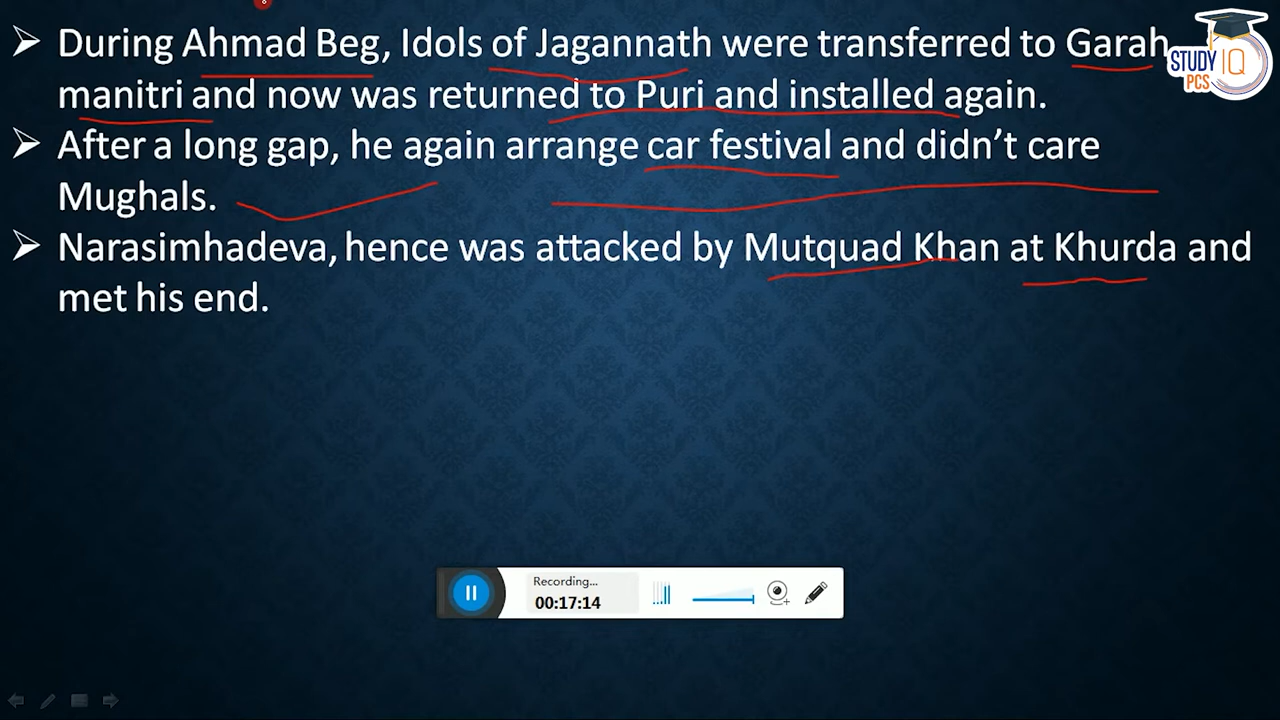 During Ahmad Beg, Idols of Jagannath were transferred to Garah
manitri and now was returned to Puri and installed again.
After a long gap, he again arrange car festival and didn't care
Mughals.
Narasimhadeva, hence was attacked by Mutquad Khan at Khurda and
met his end.
STUDY IQ
PCS
Recording...
00:17:14